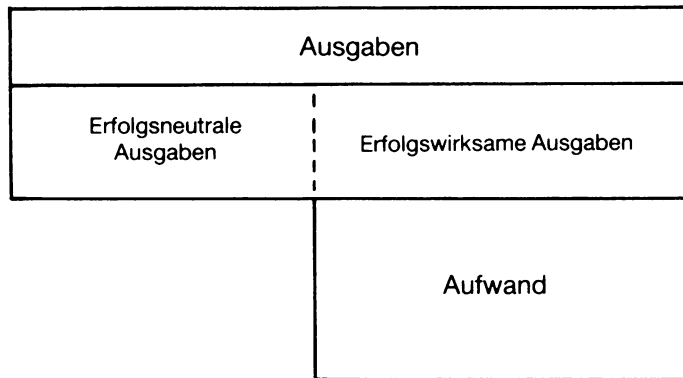 Ausgaben
Erfolgsneutrale
Ausgaben
Erfolgswirksame Ausgaben
Aufwand